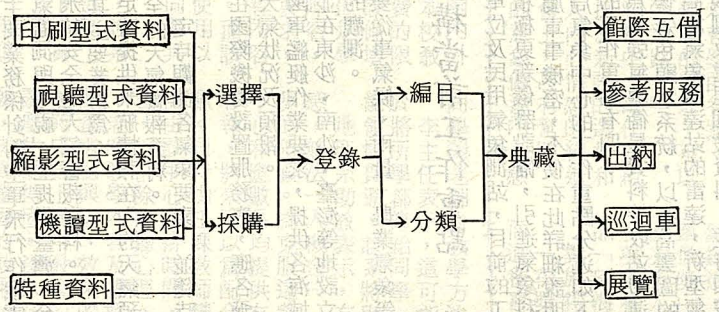 印刷型式資料
視聽型式資料
縮影型式資料
機讀型式資料
特種資料
選擇
採購
登錄
編目
分類
典藏
館際互借
參考服務
出納
巡迴車
展覽